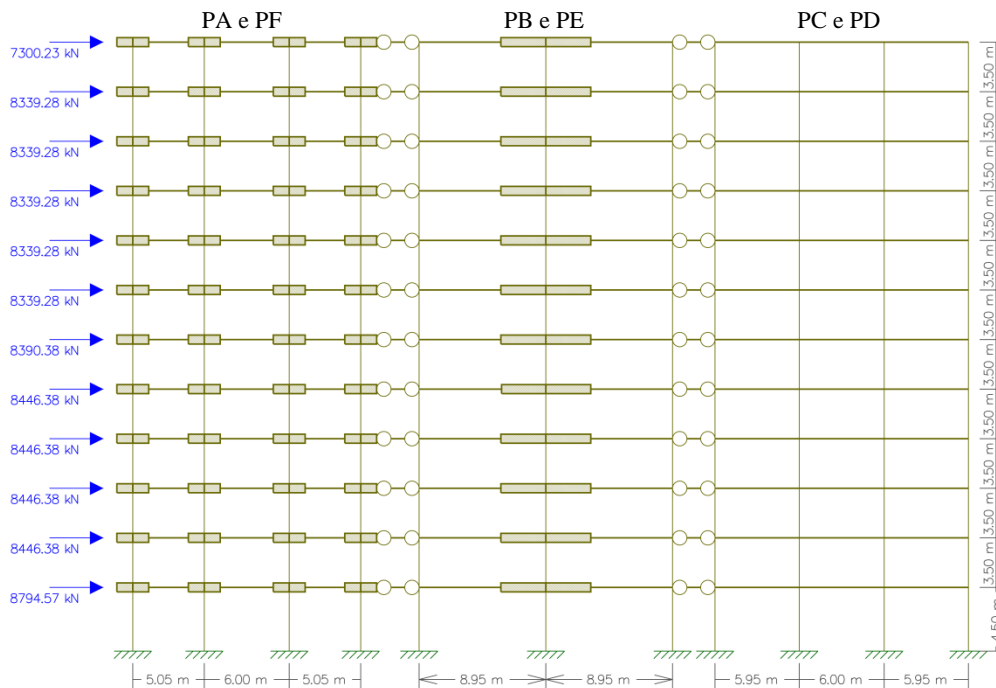 PA e PF PB e PE PC e PD
7300.23 kN
8339.28 kN
8339.28 kN
8339.28 kN
8339.28 kN
8339.28 kN
8390.38 kN
8446.38 kN
8446.38 kN
8446.38 kN
8446.38 kN
8794.57 kN
3.50 m
3.50 m
3.50 m
3.50 m
3.50 m
3.50 m
3.50 m
3.50 m
3.50 m
3.50 m
3.50 m
4.50 m
5.05 m 6.00 m 5.05 m 8.95 m 8.95 m 5.95 m 6.00 m 5.95 m